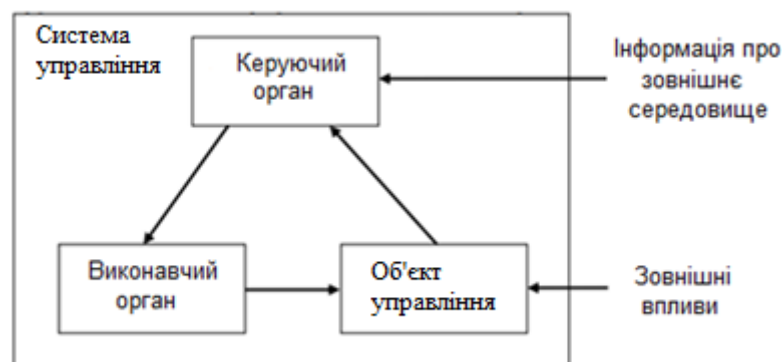 Система
управління
Керуючий
орган
Інформація про
зовнішнє
середовище
Виконавчий
орган
Об'єкт
управління
Зовнішні
впливи